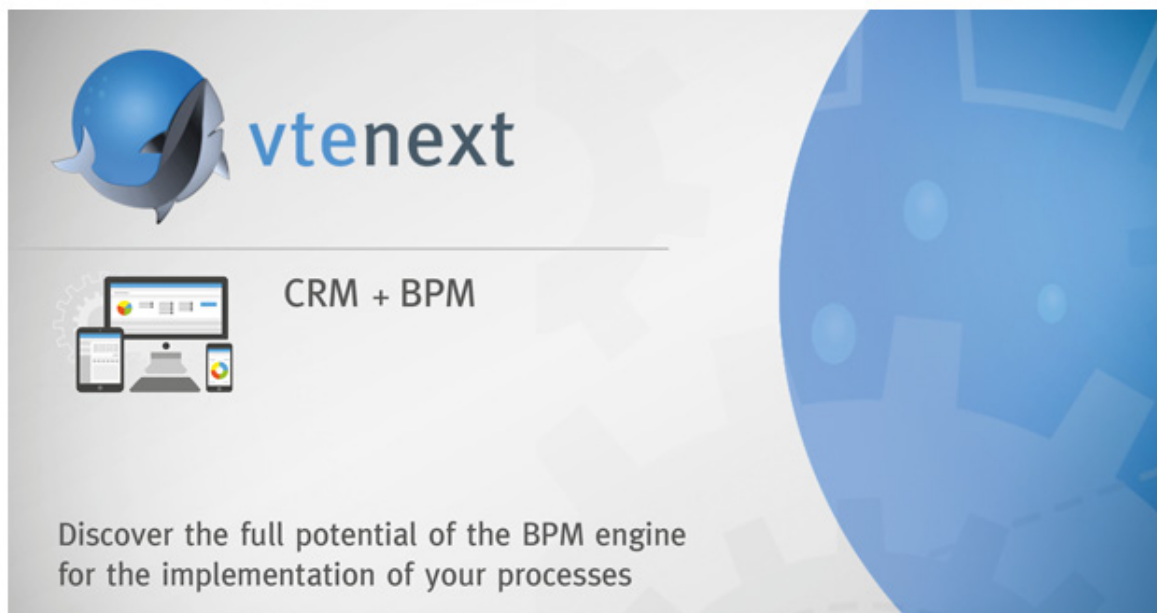 vtenext
CRM + BPM
Discover the full potential of the BPM engine
for the implementation of your processes